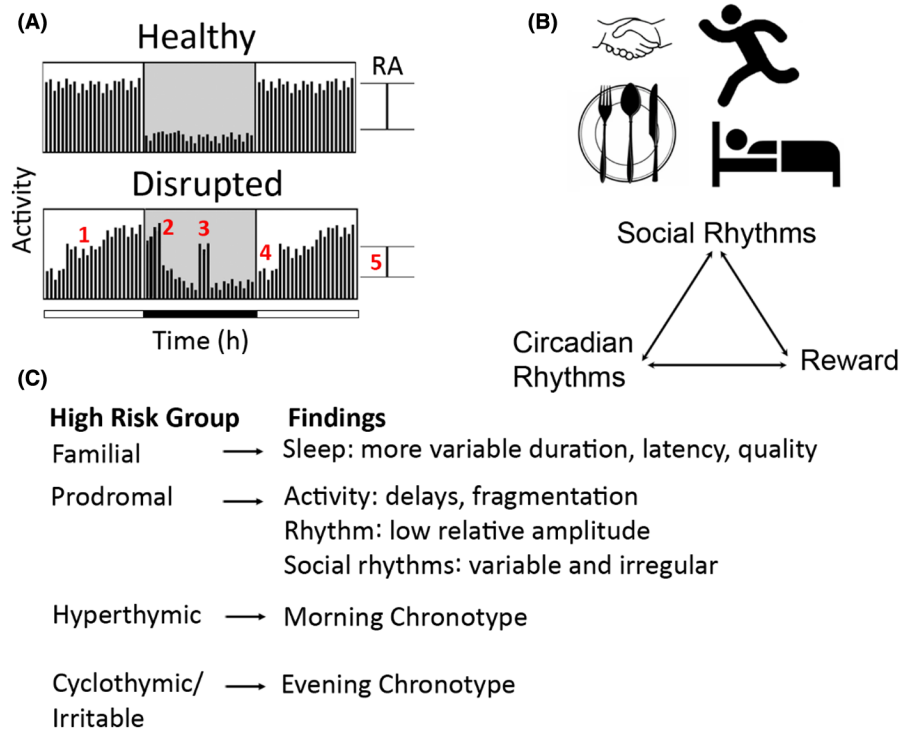 (A)
Healthy
RA
Activity
Disrupted
1
2
3
4
5
Time (h)
(B)
Social Rhythms
Circadian
Rhythms
Reward
(C)
High Risk Group Findings
Familial Sleep: more variable duration, latency, quality
Prodromal Activity: delays, fragmentation
Rhythm: low relative amplitude
Social rhythms: variable and irregular
Hyperthymic Morning Chronotype
Cyclothymic/ Evening Chronotype
Irritable